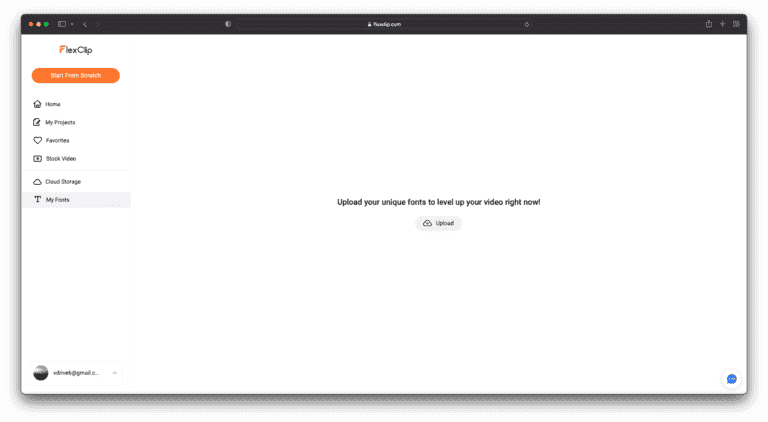 flexclip.com
FlexClip
Start From Scratch
Home
My Projects
Favorites
Stock Video
Cloud Storage
My Fonts
Upload your unique fonts to level up your video right now!
Upload
vdrive6@gmail.c...